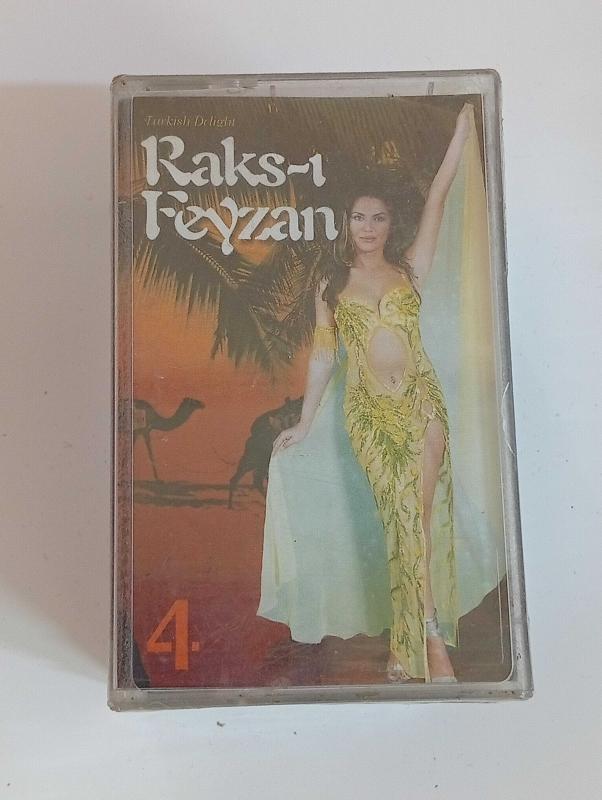 Turkish Delight
Raks-ı
Feyzan
4.